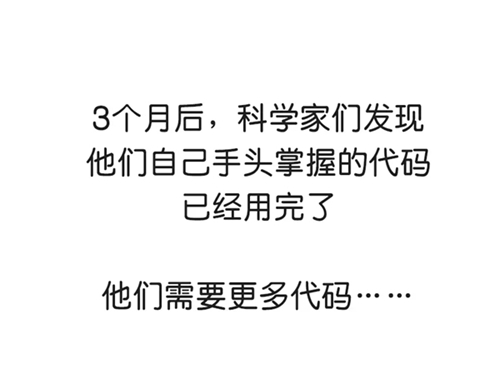 3个月后，科学家们发现
他们自己手头掌握的代码
已经用完了
他们需要更多代码……